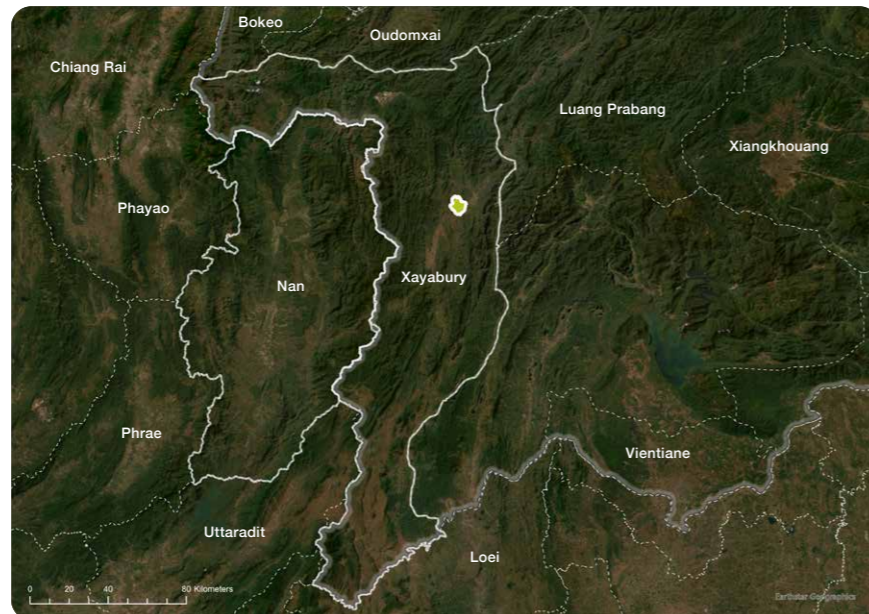 Bokeo
Oudomxai
Chiang Rai
Luang Prabang
Xiangkhouang
Phayao
Xayabury
Nan
Phrae
Vientiane
Uttaradit
Loei
0 20 40 80 Kilometers
Earthstar Geographics